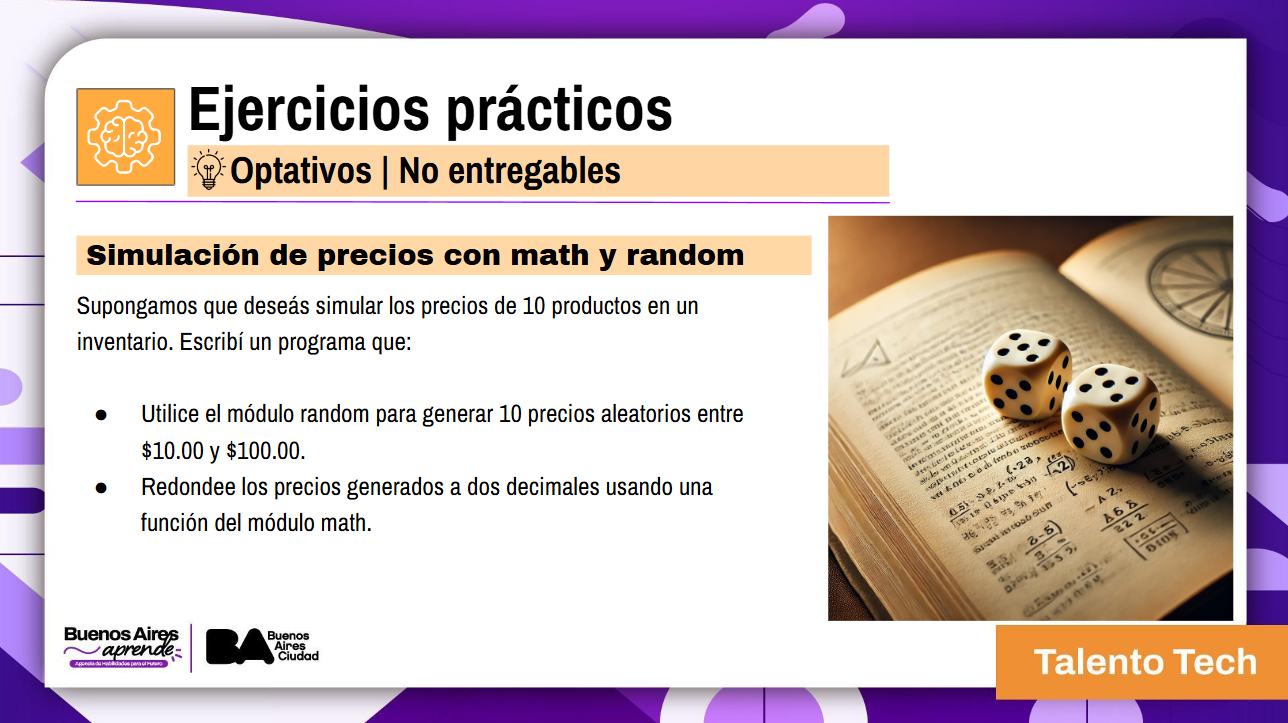 Ejercicios prácticos
Optativos | No entregables
Simulación de precios con math y random
Supongamos que deseás simular los precios de 10 productos en un
inventario. Escribí un programa que:
● Utilice el módulo random para generar 10 precios aleatorios entre
$10.00 y $100.00.
● Redondee los precios generados a dos decimales usando una
función del módulo math.
Buenos Aires
aprende
Agencia de Habilidades para el Futuro
BA
Buenos
Aires
Ciudad
Talento Tech